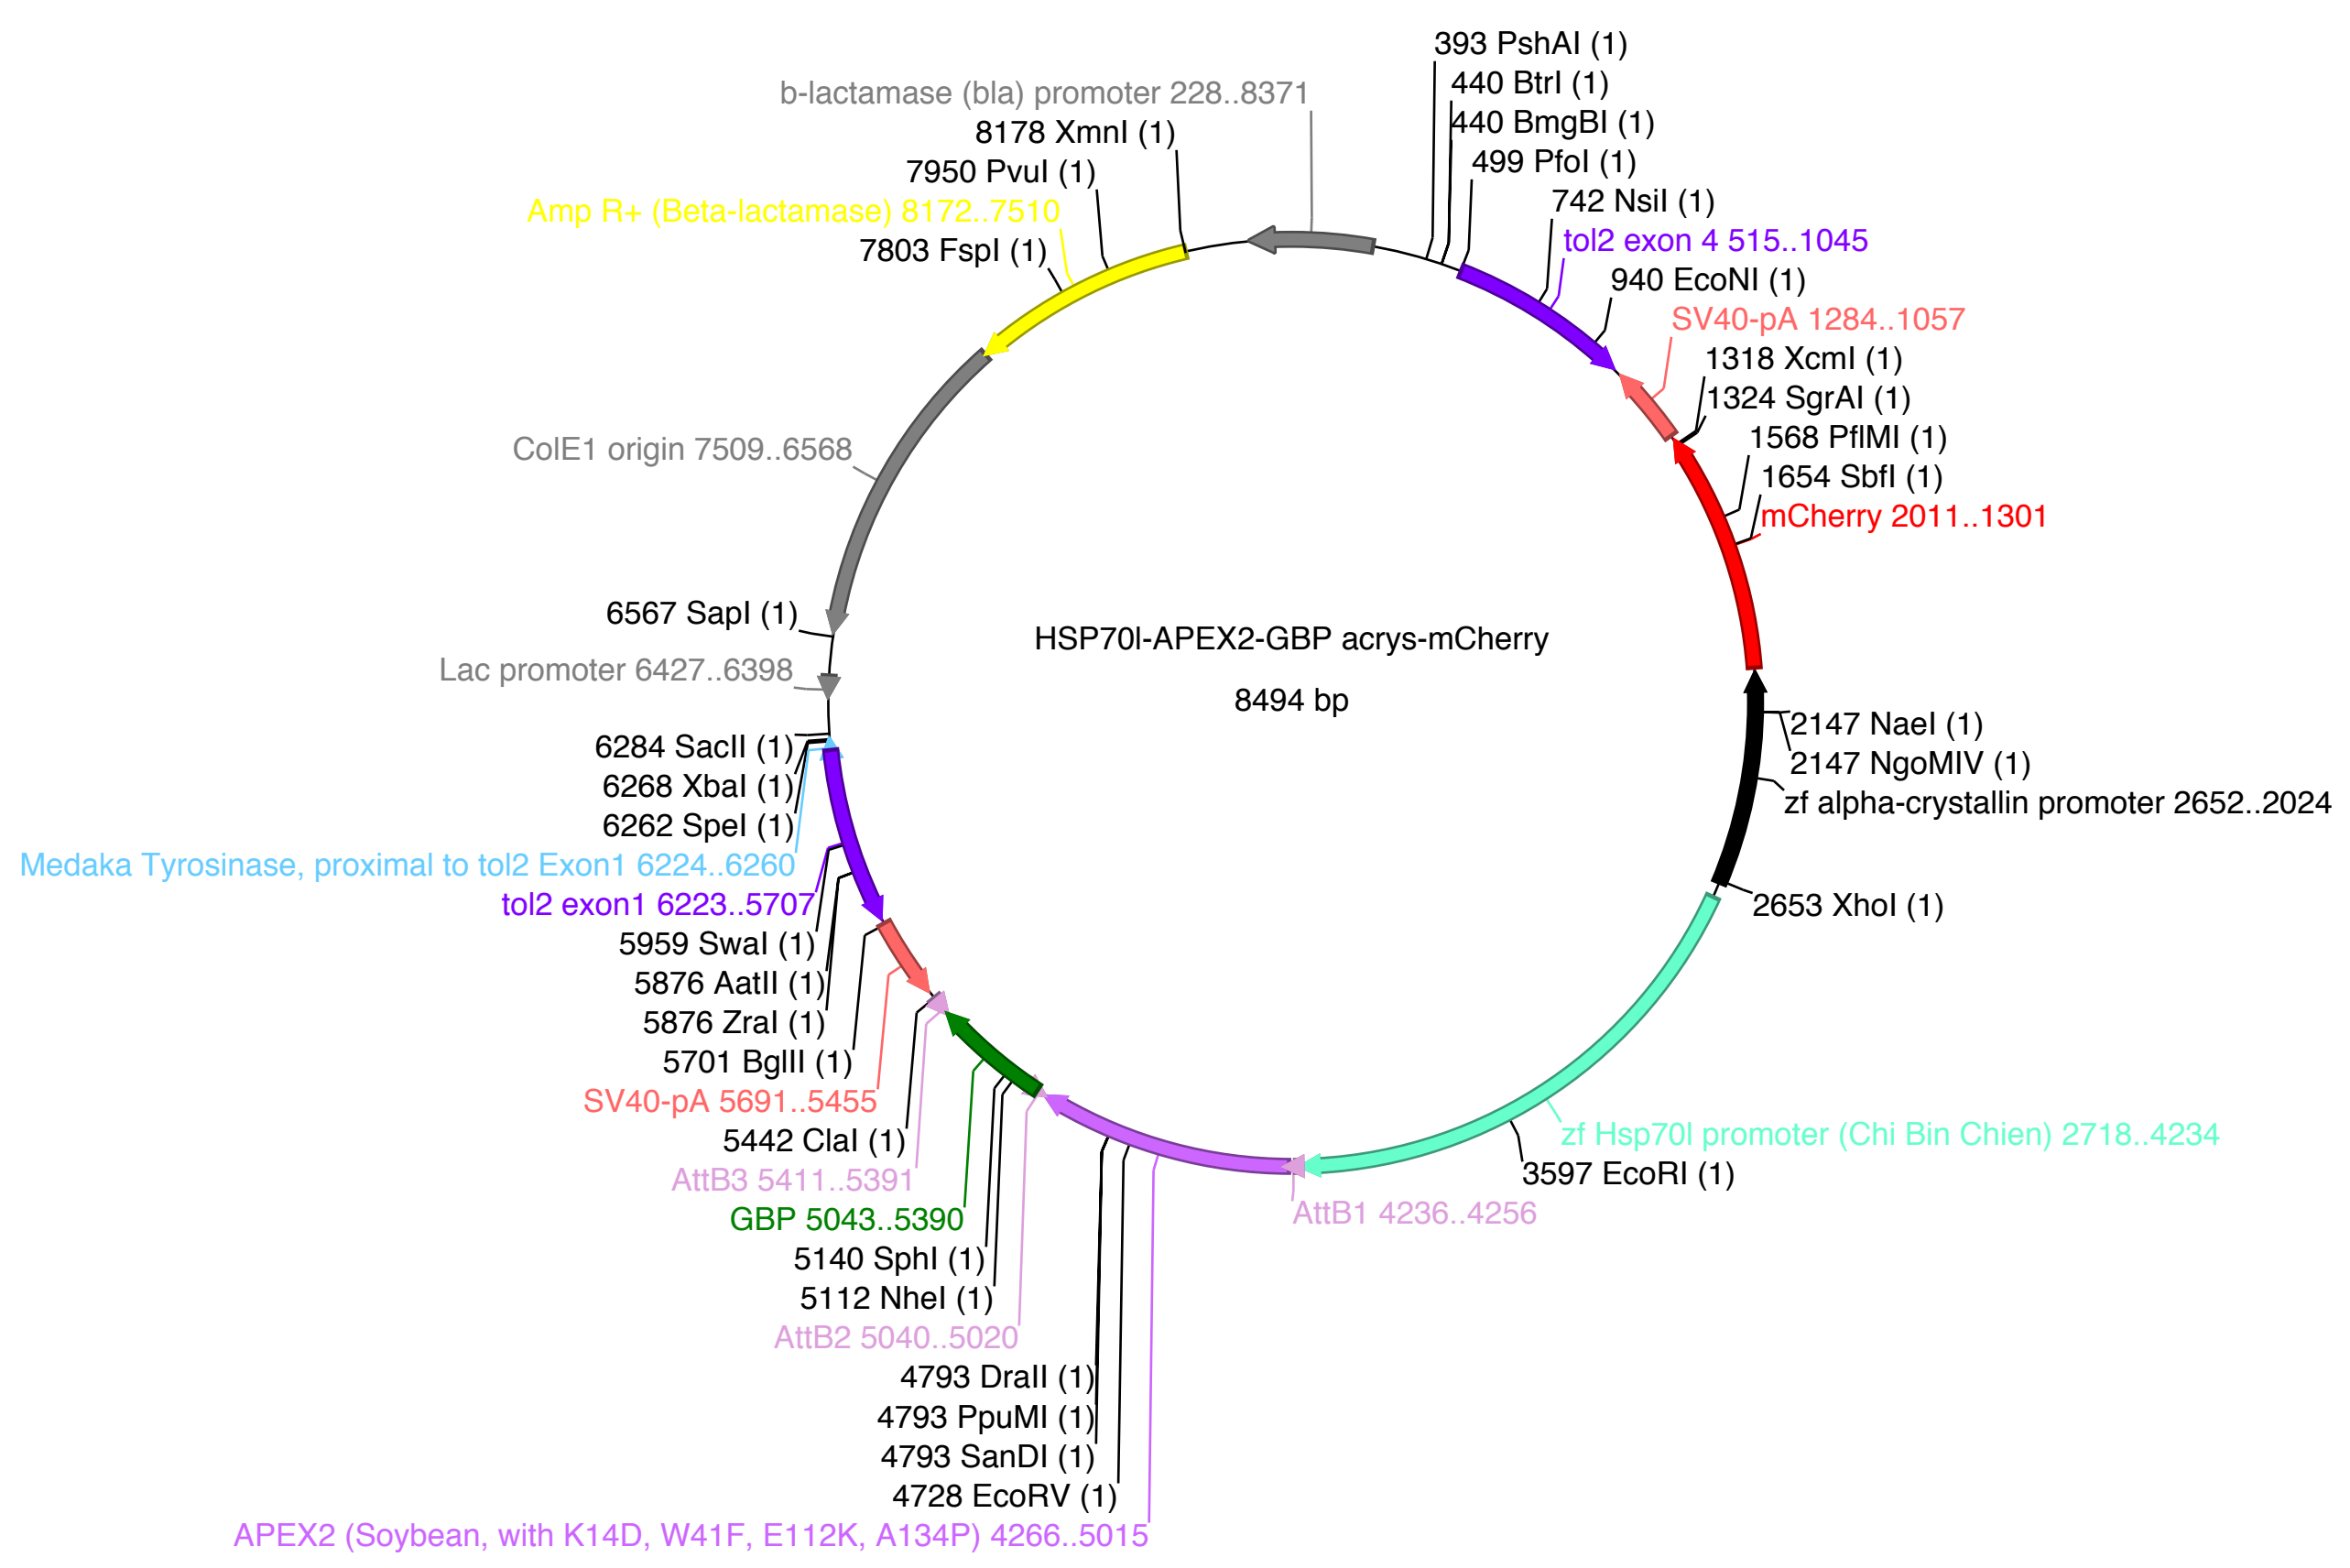 393 PshAI (1)
b-lactamase (bla) promoter 228..8371
440 BtrI (1)
8178 XmnI (1)
440 BmgBI (1)
7950 PvuI (1)
499 PfoI (1)
Amp R+ (Beta-lactamase) 8172..7510
742 NsiI (1)
7803 FspI (1)
tol2 exon 4 515..1045
940 EcoNI (1)
SV40-pA 1284..1057
1318 XcmI (1)
1324 SgrAI (1)
ColE1 origin 7509..6568
1568 PflMI (1)
1654 SbfI (1)
mCherry 2011..1301
6567 SapI (1)
HSP70l-APEX2-GBP acrys-mCherry
Lac promoter 6427..6398
8494 bp
2147 NaeI (1)
6284 SacII (1)
2147 NgoMIV (1)
6268 XbaI (1)
zf alpha-crystallin promoter 2652..2024
6262 SpeI (1)
Medaka Tyrosinase, proximal to tol2 Exon1 6224..6260
tol2 exon1 6223..5707
2653 XhoI (1)
5959 SwaI (1)
5876 AatII (1)
5876 ZraI (1)
5701 BglII (1)
SV40-pA 5691..5455
zf Hsp70l promoter (Chi Bin Chien) 2718..4234
5442 ClaI (1)
3597 EcoRI (1)
AttB3 5411..5391
AttB1 4236..4256
GBP 5043..5390
5140 SphI (1)
5112 NheI (1)
AttB2 5040..5020
4793 DraII (1)
4793 PpuMI (1)
4793 SanDI (1)
4728 EcoRV (1)
APEX2 (Soybean, with K14D, W41F, E112K, A134P) 4266..5015